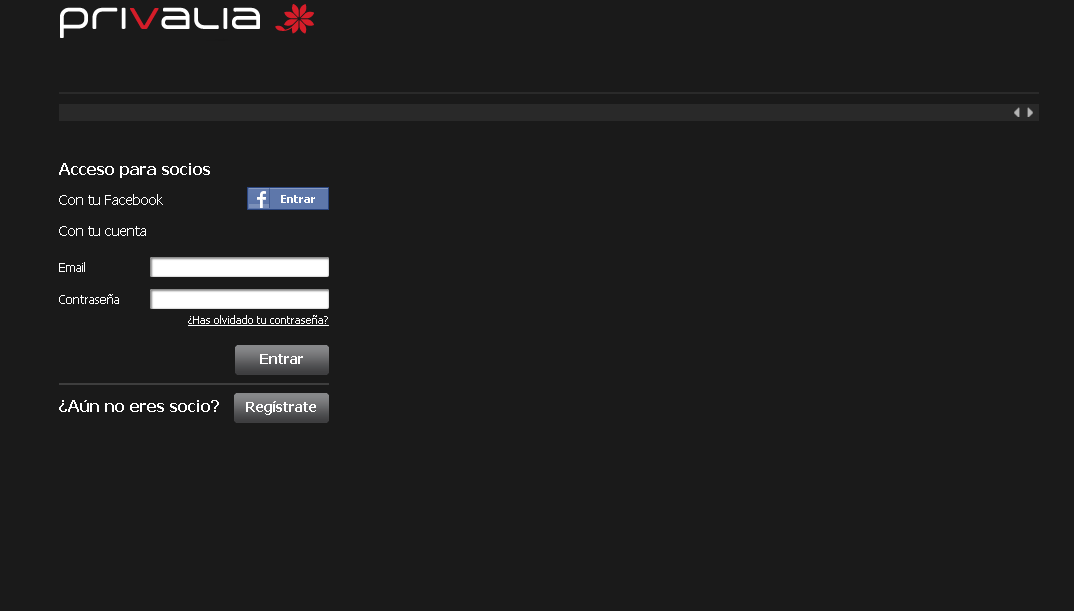 privalia
Acceso para socios
Con tu Facebook
f Entrar
Con tu cuenta
Email
Contraseña
¿Has olvidado tu contraseña?
Entrar
¿Aún no eres socio?
Regístrate